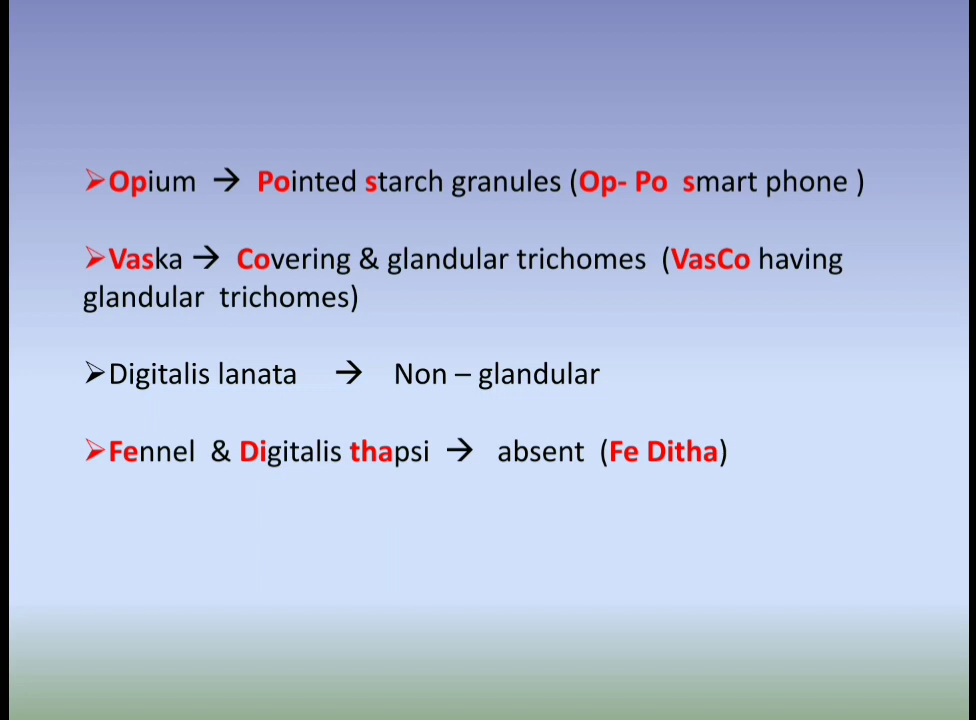 ➢Opium → Pointed starch granules (Op- Po smart phone )
➢Vaska → Covering & glandular trichomes (VasCo having
glandular trichomes)
➢Digitalis lanata → Non – glandular
➢Fennel & Digitalis thapsi → absent (Fe Ditha)